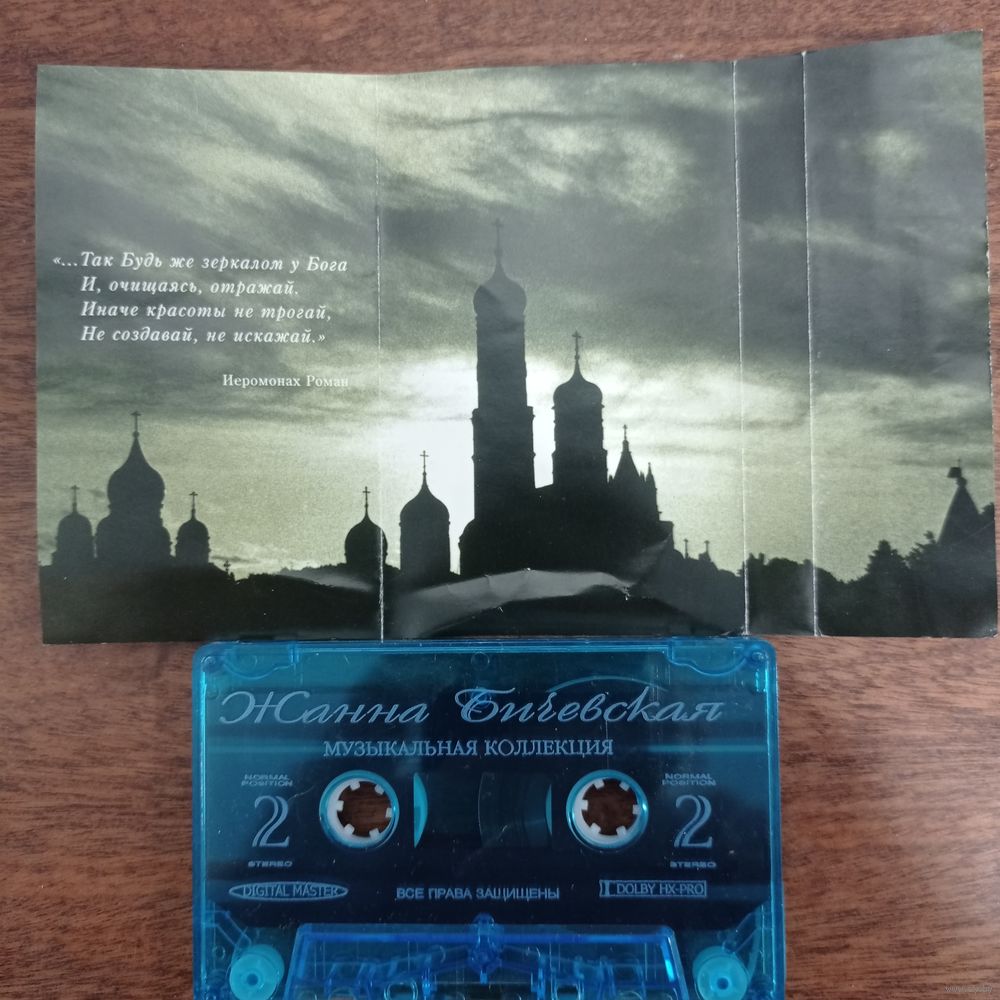 «...Так Будь же зеркалом у Бога
И, очищаясь, отражай.
Иначе красоты не трогай,
Не создавай, не искажай.»
Иеромонах Роман
Жанна Бичевская
МУЗЫКАЛЬНАЯ КОЛЛЕКЦИЯ
NORMAL POSITION
2
STEREO
NORMAL POSITION
2
STEREO
DIGITAL MASTER
ВСЕ ПРАВА ЗАЩИЩЕНЫ
DOLBY HX-PRO